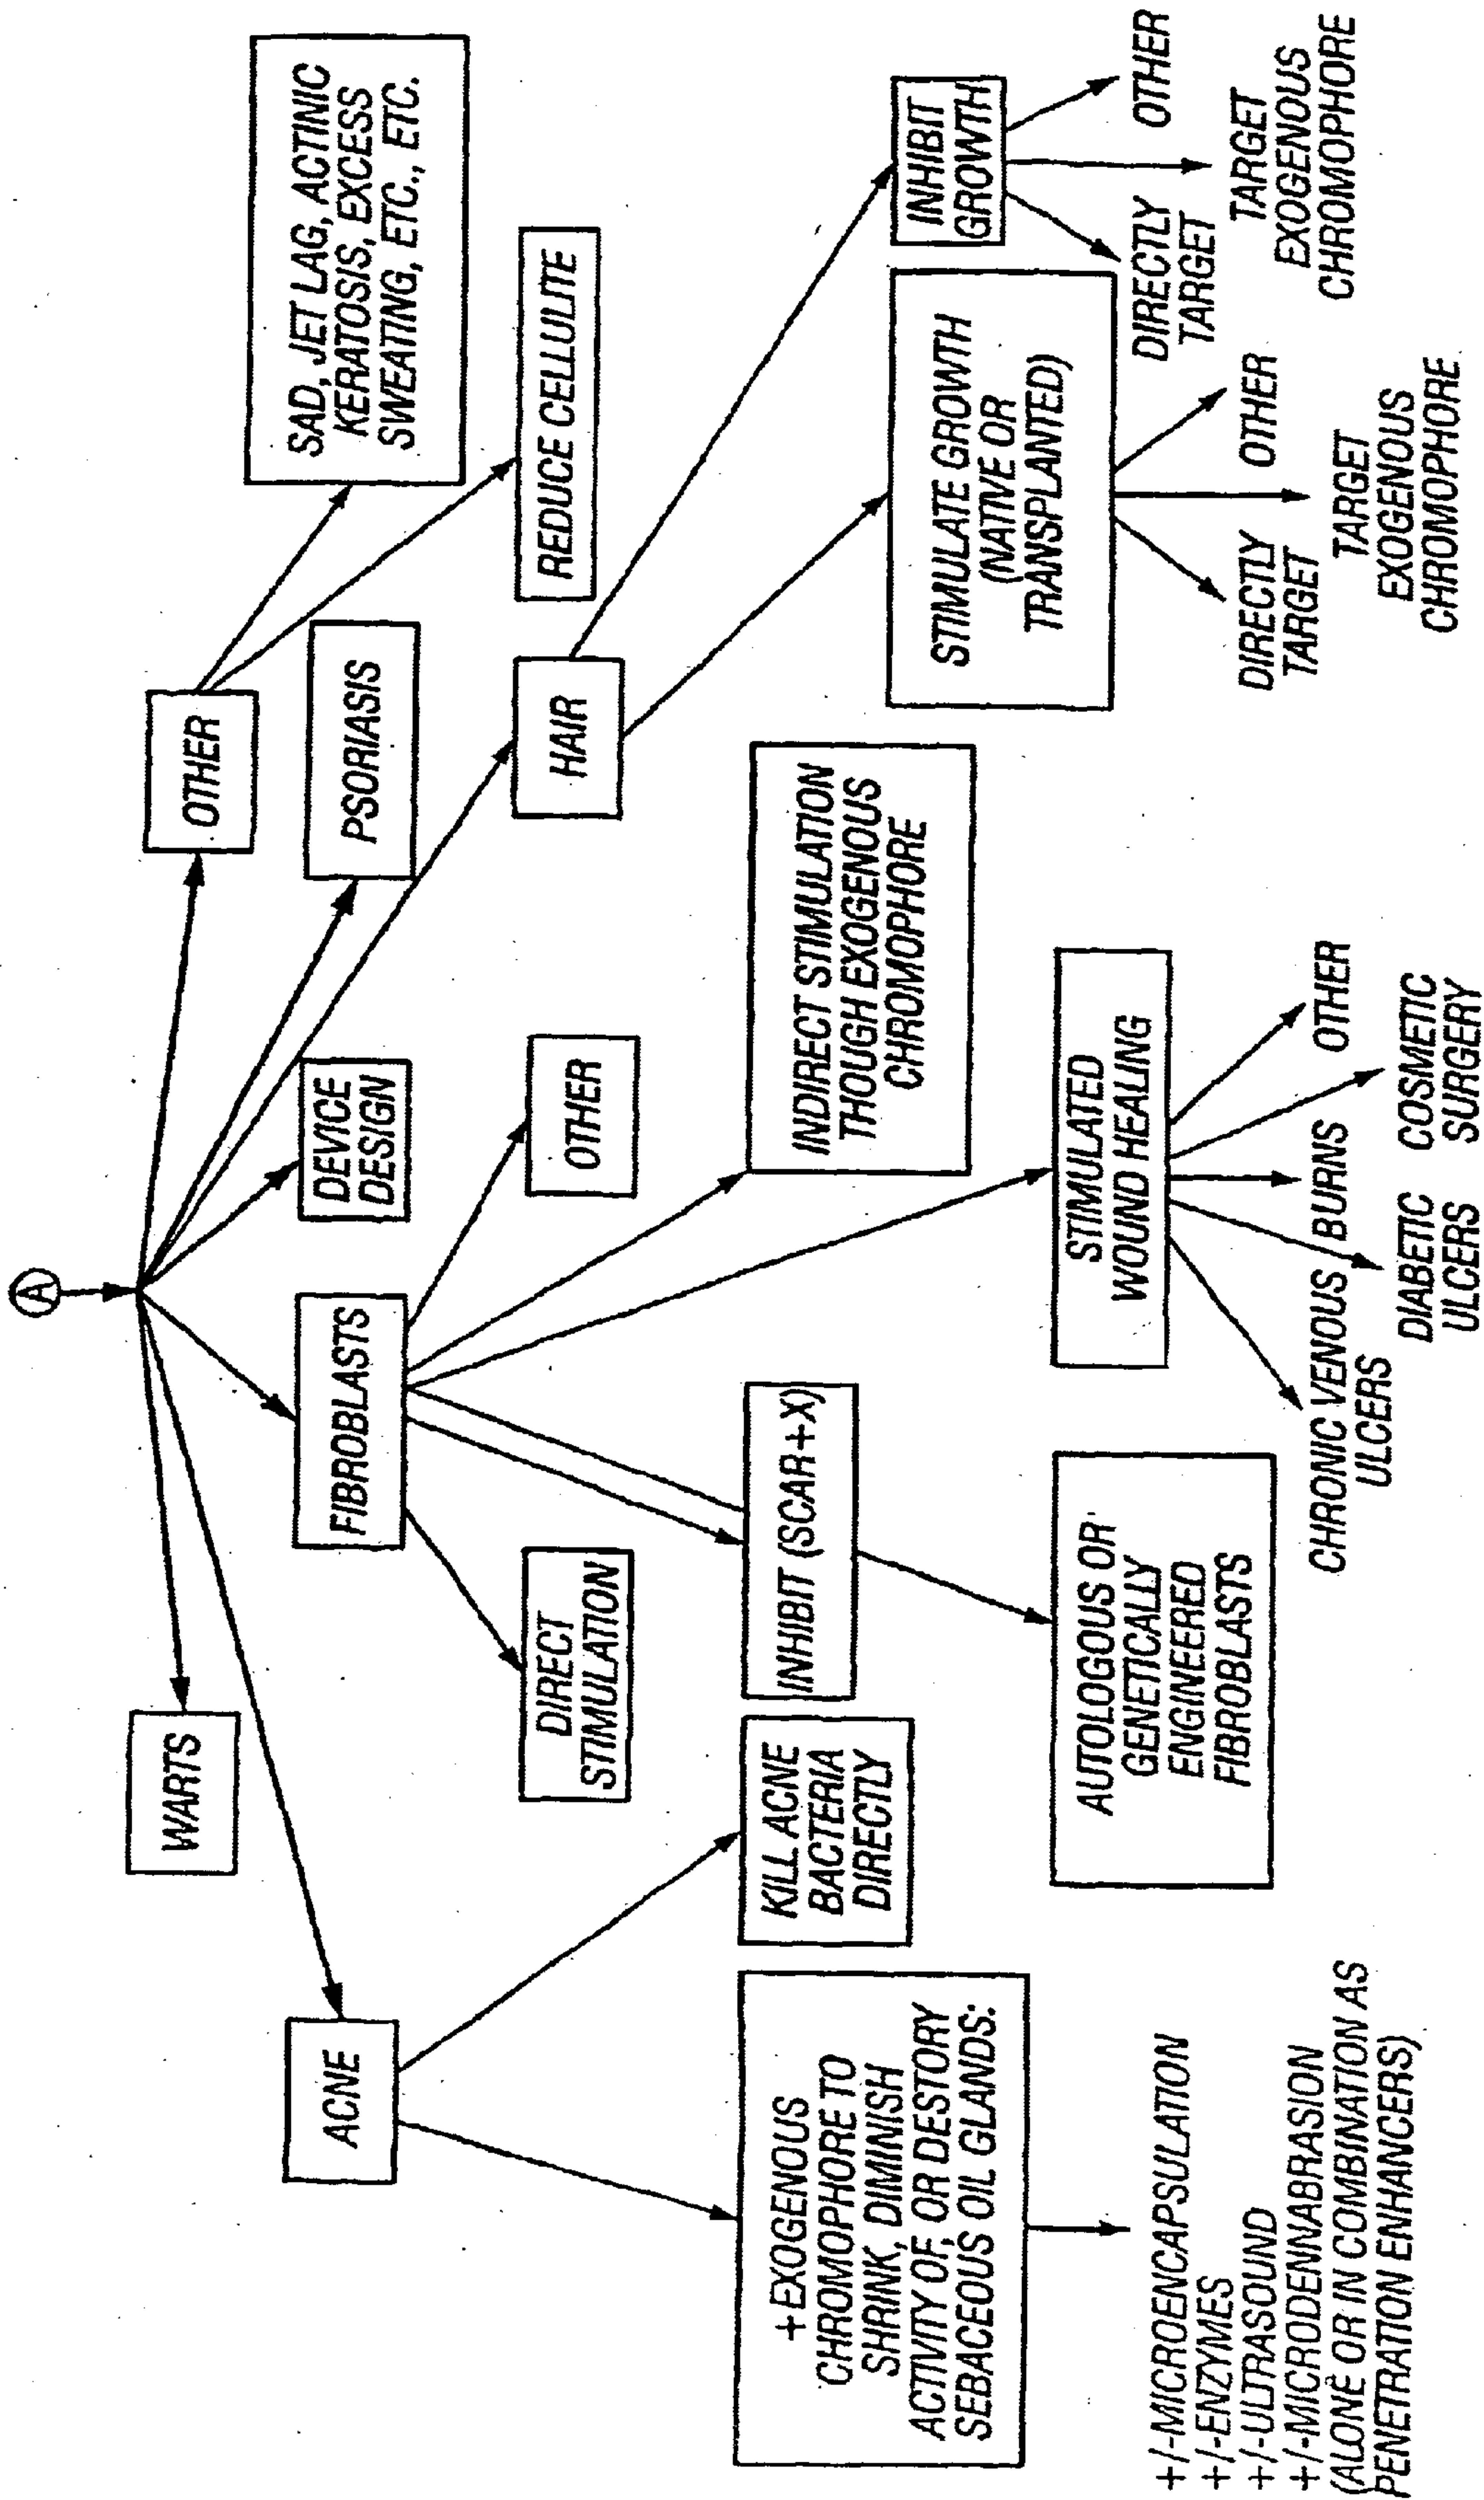 A
WARTS
OTHER
ACNE
FIBROBLASTS
DEVICE
DESIGN
PSORIASIS
SAD, JET LAG, ACTINIC
KERATOSIS, EXCESS
SWEATING, ETC., ETC.
DIRECT
STIMULATION
OTHER
HAIR
REDUCE CELLULITE
+EXOGENOUS
CHROMOPHORE TO
SHRINK, DIMINISH
ACTIVITY OF, OR DESTORY
SEBACEOUS OIL GLANDS:
KILL ACNE
BACTERIA
DIRECTLY
INHIBIT (SCAR+X)
INDIRECT STIMULATION
THOUGH EXOGENOUS
CHROMOPHORE
STIMULATE GROWTH
(NATIVE OR
TRANSPLANTED)
INHIBIT
GROWTH
AUTOLOGOUS OR
GENETICALLY
ENGINEERED
FIBROBLASTS
STIMULATED
WOUND HEALING
DIRECTLY
TARGET
OTHER
TARGET
EXOGENOUS
CHROMOPHORE
DIRECTLY
TARGET
OTHER
TARGET
EXOGENOUS
CHROMOPHORE
+/-MICROENCAPSULATION
+/-ENZYMES
+/-ULTRASOUND
+/-MICRODENNABRASION
(ALONE OR IN COMBINATION AS
PENETRATION ENHANCERS)
CHRONIC VENOUS
ULCERS
BURNS
OTHER
DIABETIC
ULCERS
COSMETIC
SURGERY